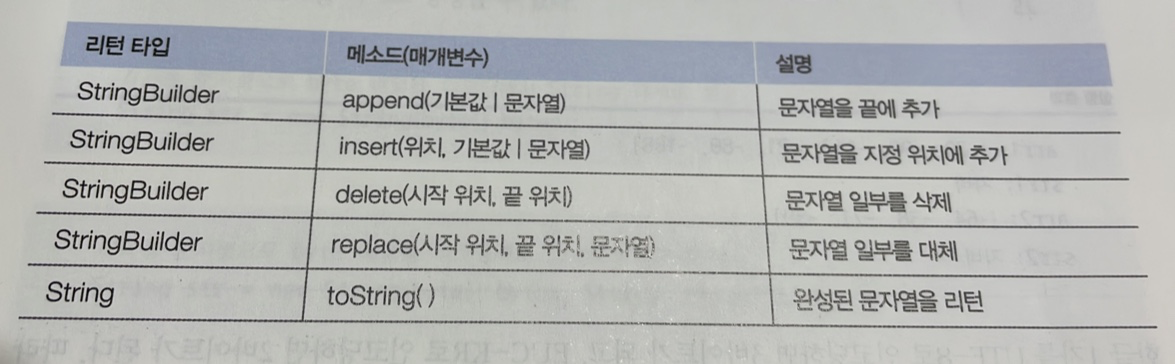 리턴 타입 메소드(매개변수) 설명
StringBuilder append(기본값 | 문자열) 문자열을 끝에 추가
StringBuilder insert(위치, 기본값 | 문자열) 문자열을 지정 위치에 추가
StringBuilder delete(시작 위치, 끝 위치) 문자열 일부를 삭제
StringBuilder replace(시작 위치, 끝 위치, 문자열) 문자열 일부를 대체
String toString( ) 완성된 문자열을 리턴